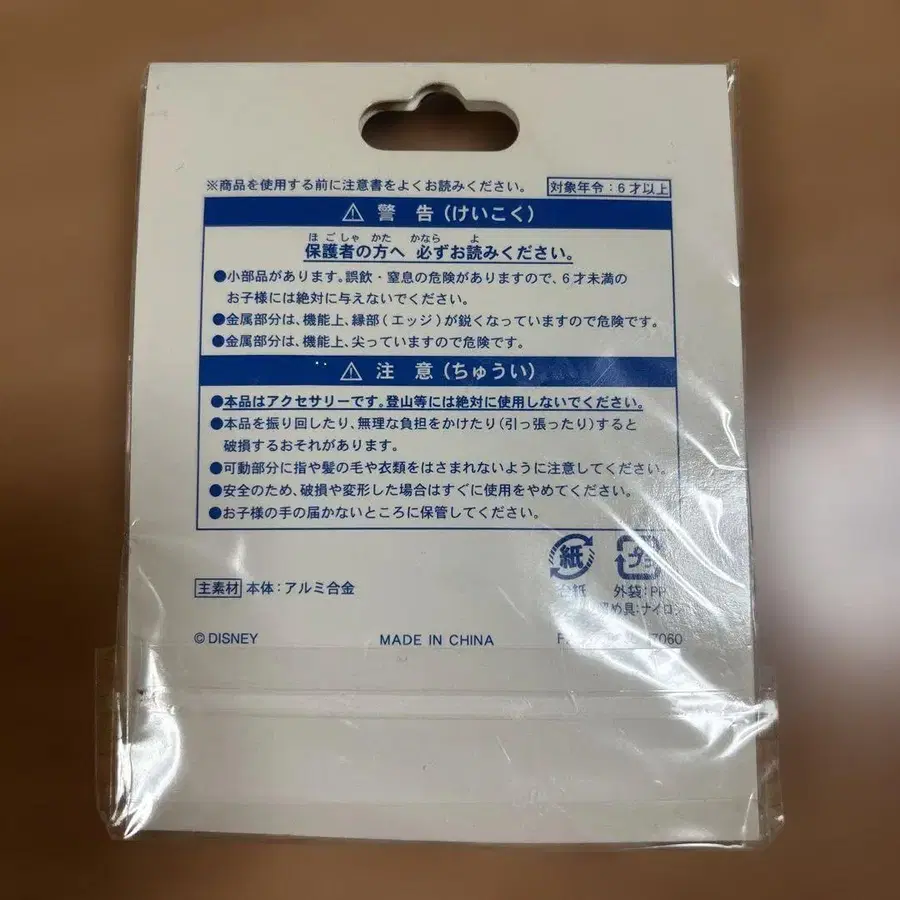 ※商品を使用する前に注意書をよくお読みください。 対象年令：6才以上
⚠ 警 告（けいこく）
ほごしゃ かた かなら よ
保護者の方へ 必ずお読みください。
●小部品があります。誤飲・窒息の危険がありますので、6才未満の
お子様には絶対に与えないでください。
●金属部分は、機能上、縁部（エッジ）が鋭くなっていますので危険です。
●金属部分は、機能上、尖っていますので危険です。
⚠ 注 意（ちゅうい）
●本品はアクセサリーです。登山等には絶対に使用しないでください。
●本品を振り回したり、無理な負担をかけたり（引っ張ったり）すると
破損するおそれがあります。
●可動部分に指や髪の毛や衣類をはさまれないように注意してください。
●安全のため、破損や変形した場合はすぐに使用をやめてください。
●お子様の手の届かないところに保管してください。
紙 プラ
主素材 本体：アルミ合金
外袋：PP
©DISNEY MADE IN CHINA